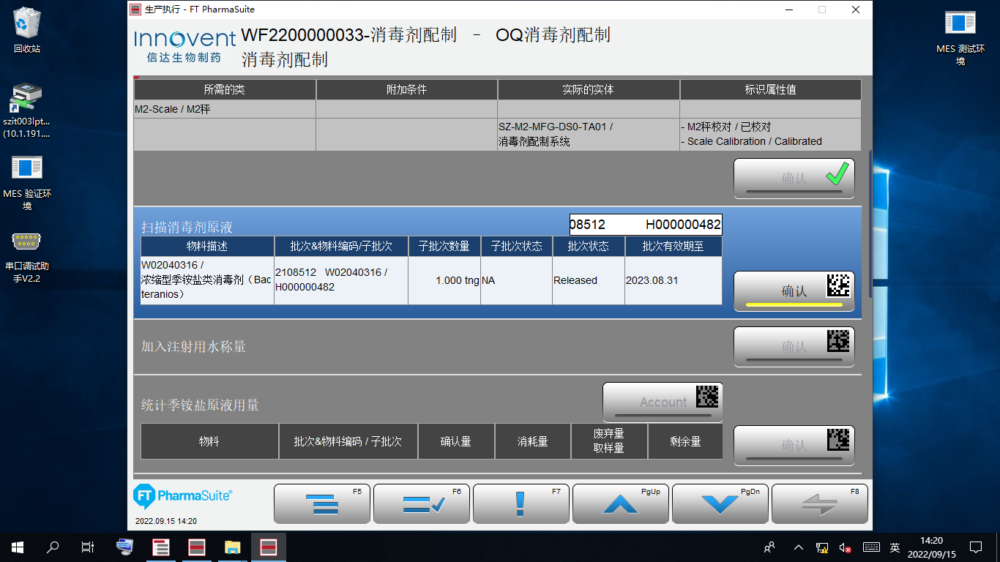 生产执行 - FT PharmaSuite
回收站
szit003lpt...
(10.1.191....
MES 验证环
境
串口调试助
手V2.2
MES 测试环
境
Innovent
信达生物制药
WF2200000033-消毒剂配制 - OQ消毒剂配制
消毒剂配制
所需的类 附加条件 实际的实体 标识属性值
M2-Scale / M2秤
SZ-M2-MFG-DS0-TA01 /
消毒剂配制系统
- M2秤校对 / 已校对
- Scale Calibration / Calibrated
确认
扫描消毒剂原液
08512 H000000482
物料描述 批次&物料编码/子批次 子批次数量 子批次状态 批次状态 批次有效期至
W02040316 /
浓缩型季铵盐类消毒剂（Bac
teranios）
2108512 W02040316 /
H000000482
1.000 tng
NA
Released
2023.08.31
确认
加入注射用水称量
确认
统计季铵盐原液用量
Account
物料 批次&物料编码 / 子批次 确认量 消耗量 废弃量
取样量 剩余量
确认
FT PharmaSuite®
2022.09.15 14:20
F5 F6 F7 PgUp PgDn F8
英
14:20
2022/09/15